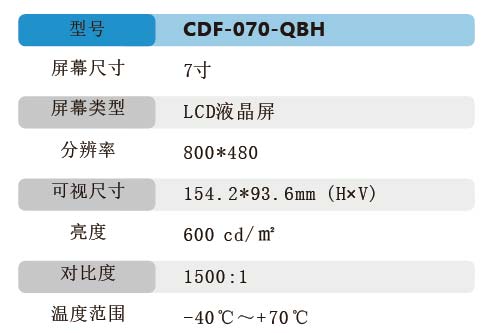 型号 CDF-070-QBH
屏幕尺寸 7寸
屏幕类型 LCD液晶屏
分辨率 800*480
可视尺寸 154.2*93.6mm (H×V)
亮度 600 cd/㎡
对比度 1500:1
温度范围 -40℃～+70℃